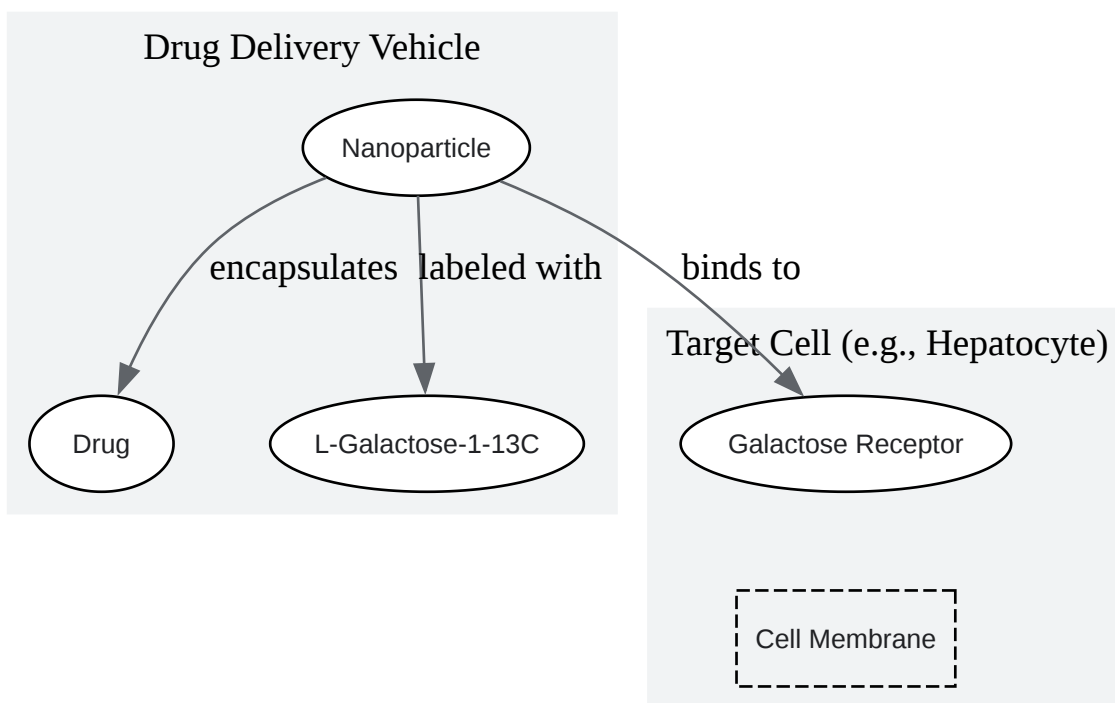 Drug Delivery Vehicle
Nanoparticle
encapsulates
labeled with
binds to
Target Cell (e.g., Hepatocyte)
Drug
L-Galactose-1-13C
Galactose Receptor
Cell Membrane